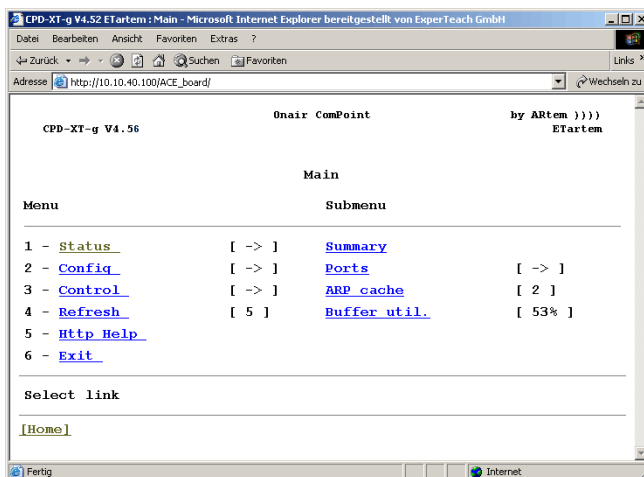 CPD-XT-g V4.52 ETartem : Main - Microsoft Internet Explorer bereitgestellt von ExperTeach GmbH
Datei Bearbeiten Ansicht Favoriten Extras ?
Zurück Suchen Favoriten Links »
Adresse http://10.10.40.100/ACE_board/ Wechseln zu
Onair ComPoint by ARtem ))))
CPD-XT-g V4.56 ETartem
Main
Menu Submenu
1 - Status [ -> ] Summary
2 - Config [ -> ] Ports [ -> ]
3 - Control [ -> ] ARP cache [ 2 ]
4 - Refresh [ 5 ] Buffer util. [ 53% ]
5 - Http Help
6 - Exit
Select link
[Home]
Fertig Internet